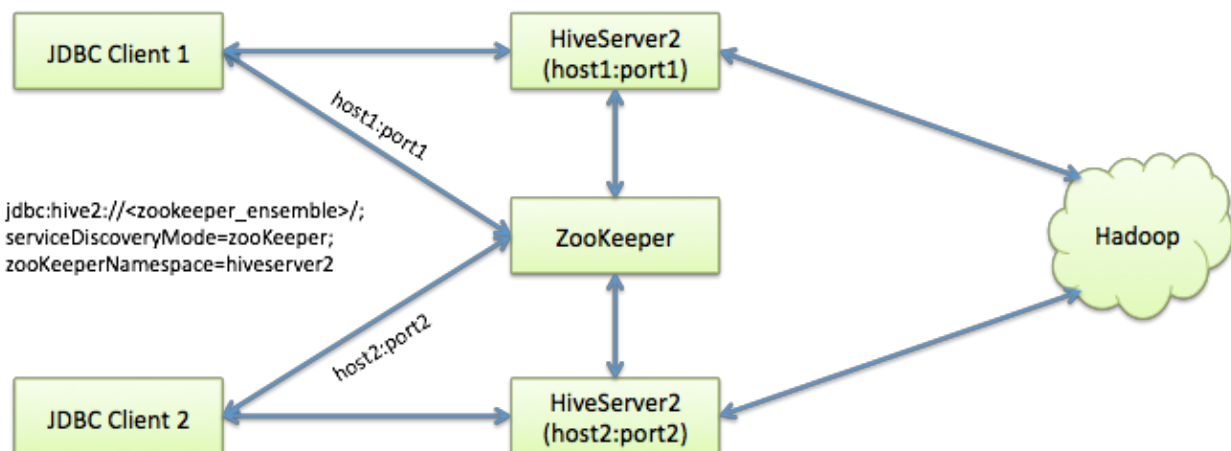 JDBC Client 1
HiveServer2
(host1:port1)
host1:port1
jdbc:hive2://<zookeeper_ensemble>/;
serviceDiscoveryMode=zooKeeper;
zooKeeperNamespace=hiveserver2
ZooKeeper
Hadoop
host2:port2
JDBC Client 2
HiveServer2
(host2:port2)